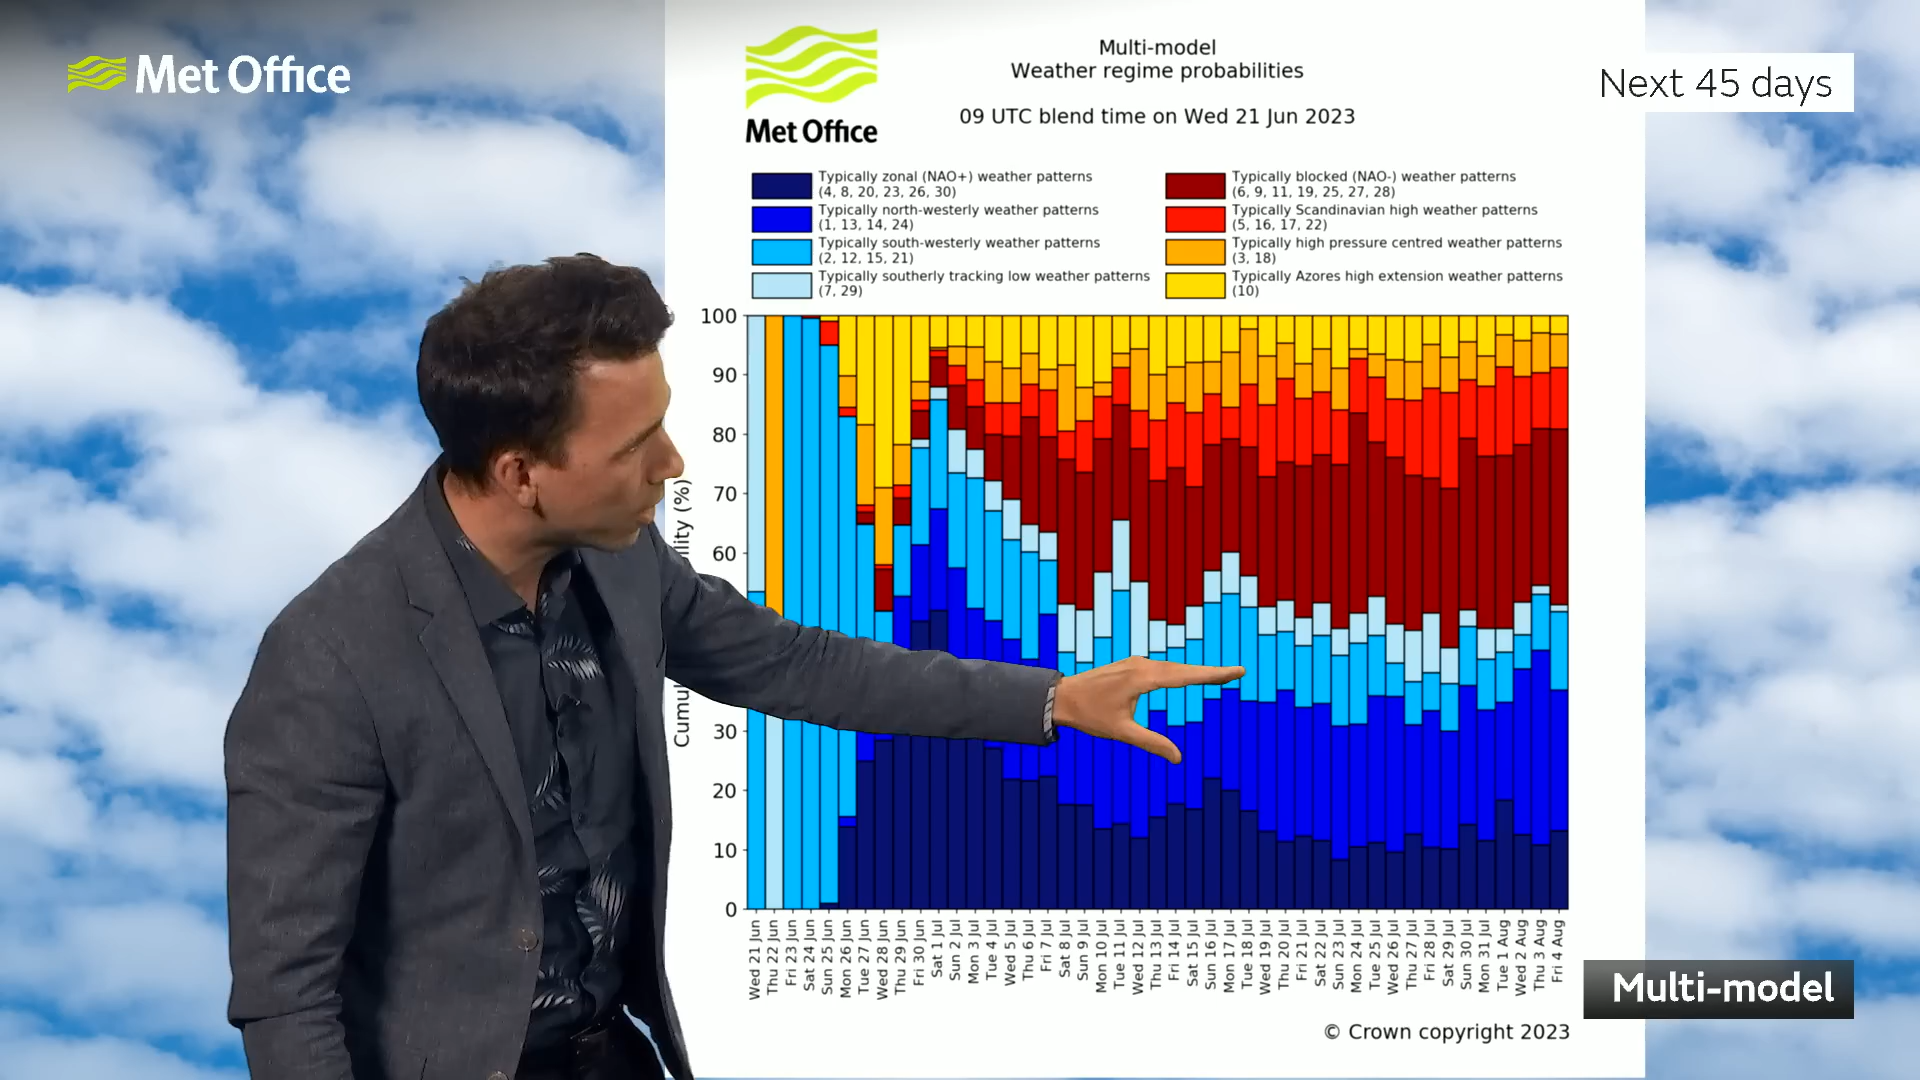 Met Office
Met Office
Multi-model
Weather regime probabilities
09 UTC blend time on Wed 21 Jun 2023
Next 45 days
Typically zonal (NAO+) weather patterns
(4, 8, 20, 23, 26, 30)
Typically north-westerly weather patterns
(1, 13, 14, 24)
Typically south-westerly weather patterns
(2, 12, 15, 21)
Typically southerly tracking low weather patterns
(7, 29)
Typically blocked (NAO-) weather patterns
(6, 9, 11, 19, 25, 27, 28)
Typically Scandinavian high weather patterns
(5, 16, 17, 22)
Typically high pressure centred weather patterns
(3, 18)
Typically Azores high extension weather patterns
(10)
100
90
80
70
60
30
20
10
0
(%)
Wed 21 Jun
Thu 22 Jun
Fri 23 Jun
Sat 24 Jun
Sun 25 Jun
Mon 26 Jun
Tue 27 Jun
Wed 28 Jun
Thu 29 Jun
Fri 30 Jun
Sat 1 Jul
Sun 2 Jul
Mon 3 Jul
Tue 4 Jul
Wed 5 Jul
Thu 6 Jul
Fri 7 Jul
Sat 8 Jul
Sun 9 Jul
Mon 10 Jul
Tue 11 Jul
Wed 12 Jul
Thu 13 Jul
Fri 14 Jul
Sat 15 Jul
Sun 16 Jul
Mon 17 Jul
Tue 18 Jul
Wed 19 Jul
Thu 20 Jul
Fri 21 Jul
Sat 22 Jul
Sun 23 Jul
Mon 24 Jul
Tue 25 Jul
Wed 26 Jul
Thu 27 Jul
Fri 28 Jul
Sat 29 Jul
Sun 30 Jul
Mon 31 Jul
Tue 1 Aug
Wed 2 Aug
Thu 3 Aug
Fri 4 Aug
Multi-model
© Crown copyright 2023